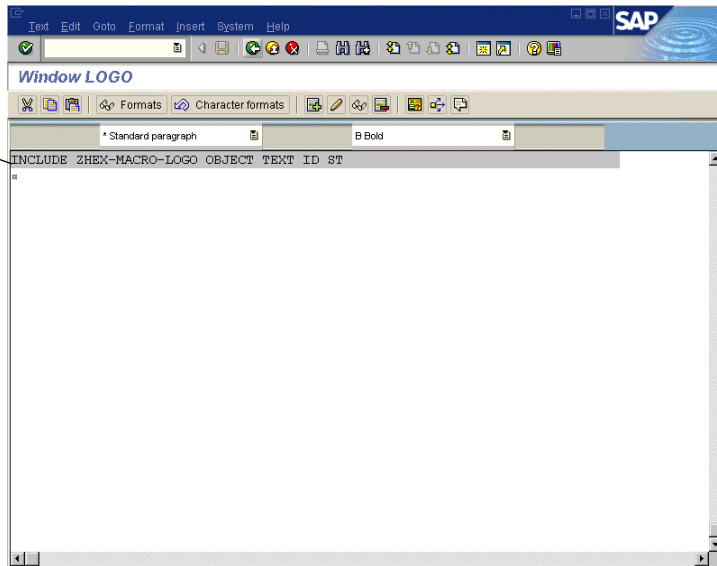 Text Edit Goto Format Insert System Help
SAP
Window LOGO
Formats Character formats
* Standard paragraph B Bold
INCLUDE ZHEX-MACRO-LOGO OBJECT TEXT ID ST
¤